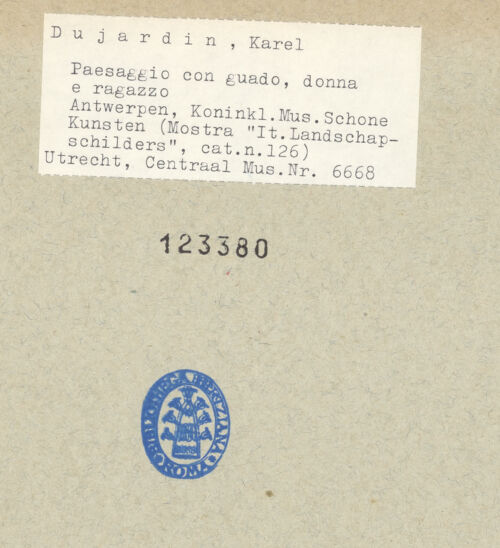 D u j a r d i n , Karel
Paesaggio con guado, donna
e ragazzo
Antwerpen, Koninkl.Mus.Schone
Kunsten (Mostra "It.Landschap-
schilders", cat.n.126)
Utrecht, Centraal Mus.Nr. 6668
123380